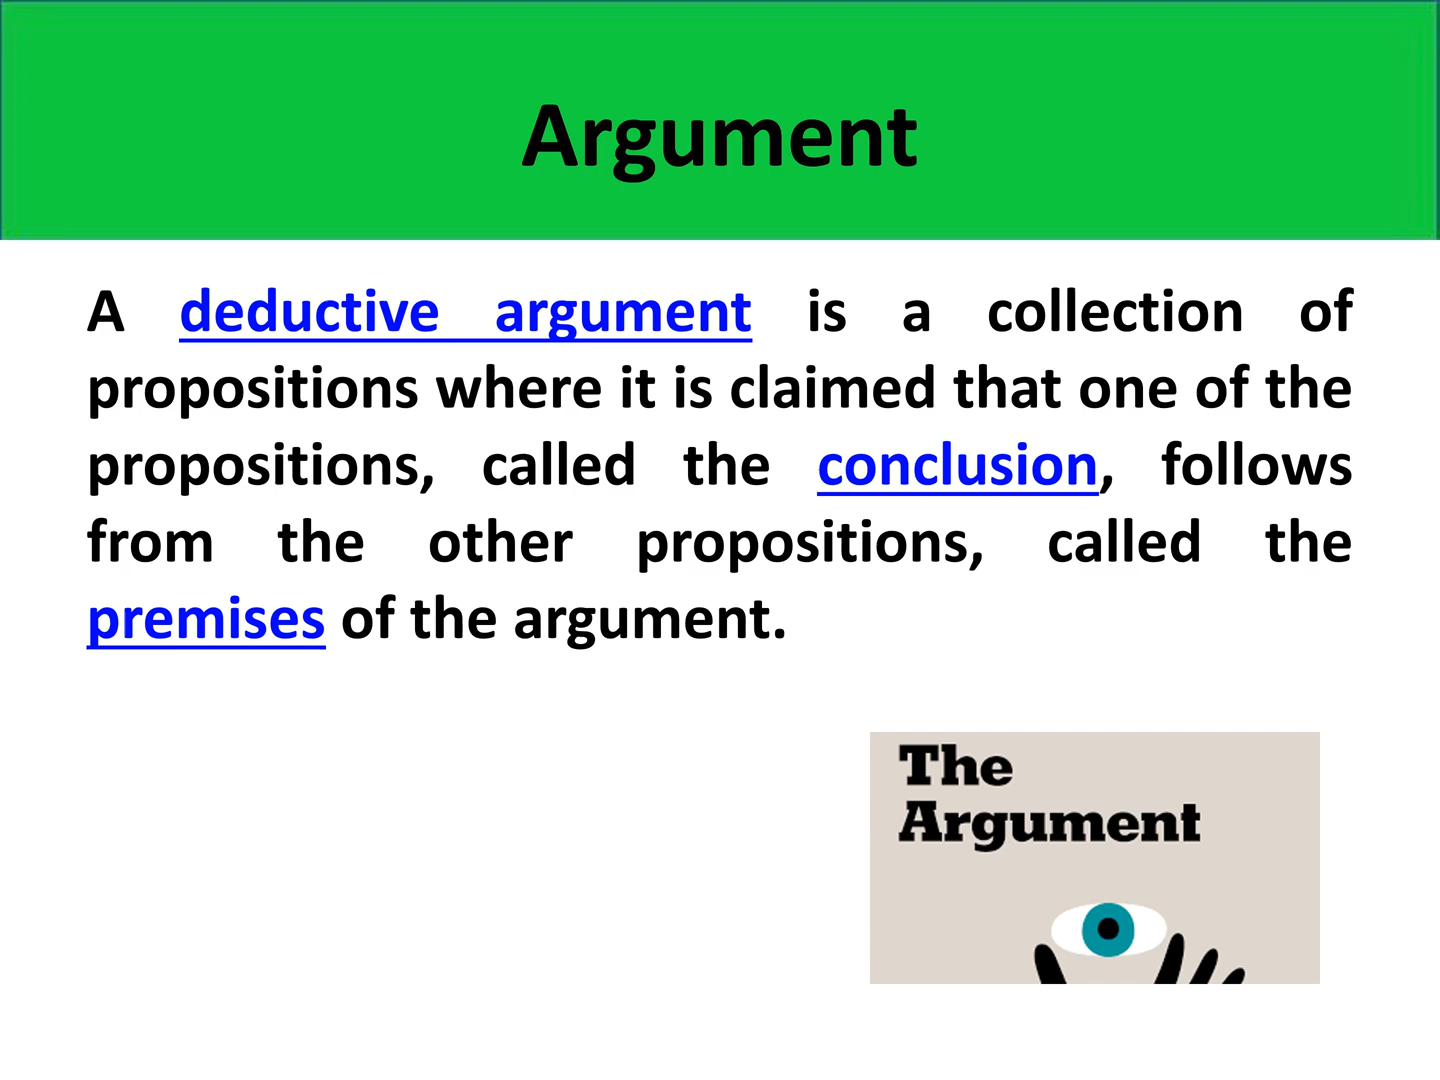 Argument
A deductive argument is a collection of
propositions where it is claimed that one of the
propositions, called the conclusion, follows
from the other propositions, called the
premises of the argument.
The
Argument